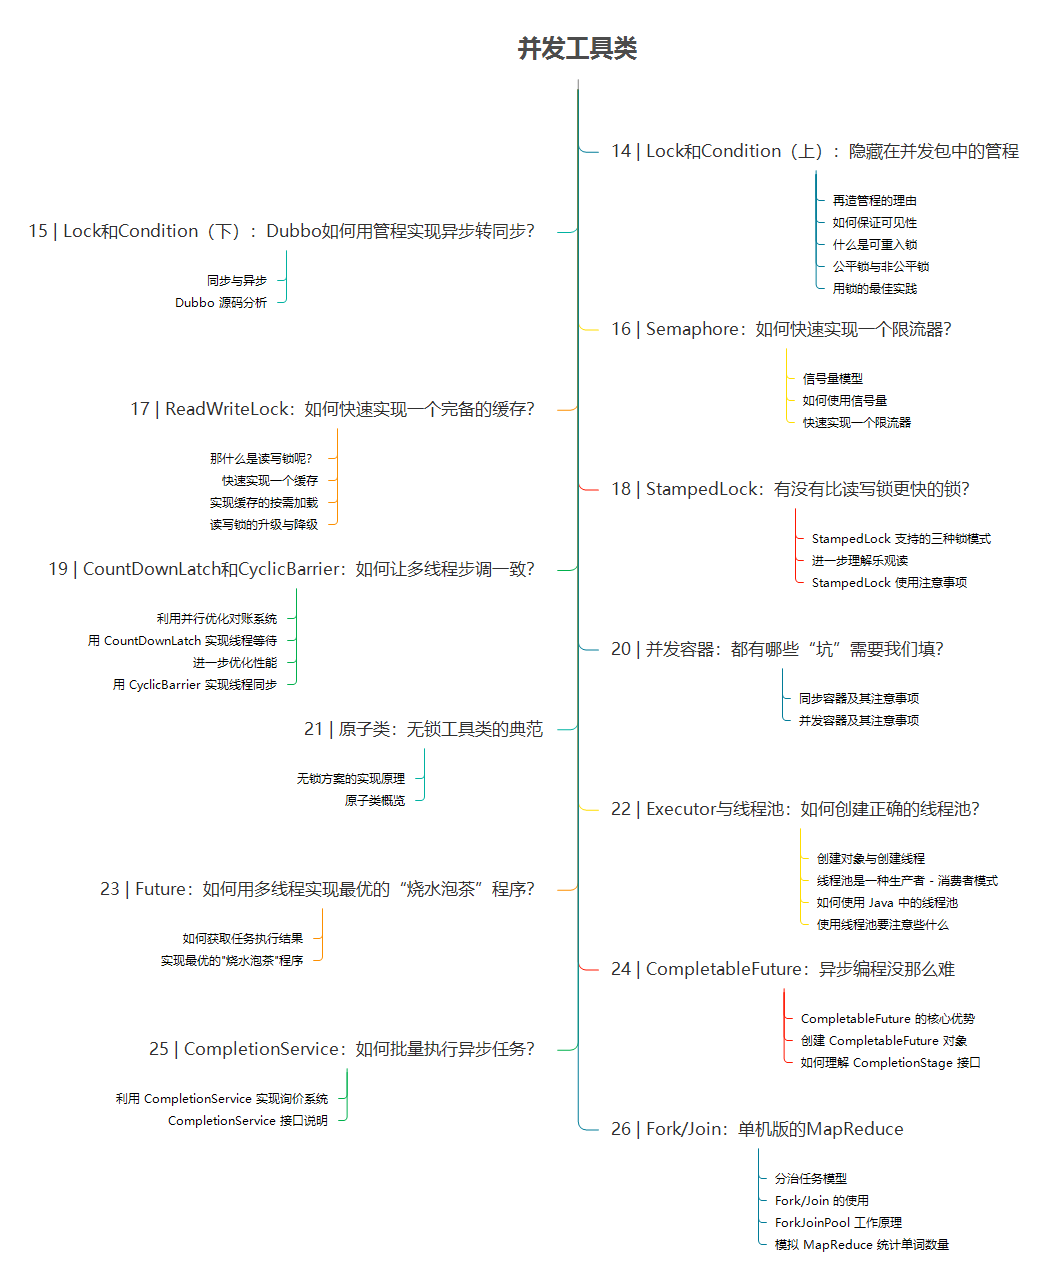 并发工具类
14 | Lock和Condition（上）：隐藏在并发包中的管程
再造管程的理由
如何保证可见性
什么是可重入锁
公平锁与非公平锁
用锁的最佳实践
15 | Lock和Condition（下）：Dubbo如何用管程实现异步转同步？
同步与异步
Dubbo 源码分析
16 | Semaphore：如何快速实现一个限流器？
信号量模型
如何使用信号量
快速实现一个限流器
17 | ReadWriteLock：如何快速实现一个完备的缓存？
那什么是读写锁呢？
快速实现一个缓存
实现缓存的按需加载
读写锁的升级与降级
18 | StampedLock：有没有比读写锁更快的锁？
StampedLock 支持的三种锁模式
进一步理解乐观读
StampedLock 使用注意事项
19 | CountDownLatch和CyclicBarrier：如何让多线程步调一致？
利用并行优化对账系统
用 CountDownLatch 实现线程等待
进一步优化性能
用 CyclicBarrier 实现线程同步
20 | 并发容器：都有哪些“坑”需要我们填？
同步容器及其注意事项
并发容器及其注意事项
21 | 原子类：无锁工具类的典范
无锁方案的实现原理
原子类概览
22 | Executor与线程池：如何创建正确的线程池？
创建对象与创建线程
线程池是一种生产者 - 消费者模式
如何使用 Java 中的线程池
使用线程池要注意些什么
23 | Future：如何用多线程实现最优的“烧水泡茶”程序？
如何获取任务执行结果
实现最优的"烧水泡茶"程序
24 | CompletableFuture：异步编程没那么难
CompletableFuture 的核心优势
创建 CompletableFuture 对象
如何理解 CompletionStage 接口
25 | CompletionService：如何批量执行异步任务？
利用 CompletionService 实现询价系统
CompletionService 接口说明
26 | Fork/Join：单机版的MapReduce
分治任务模型
Fork/Join 的使用
ForkJoinPool 工作原理
模拟 MapReduce 统计单词数量